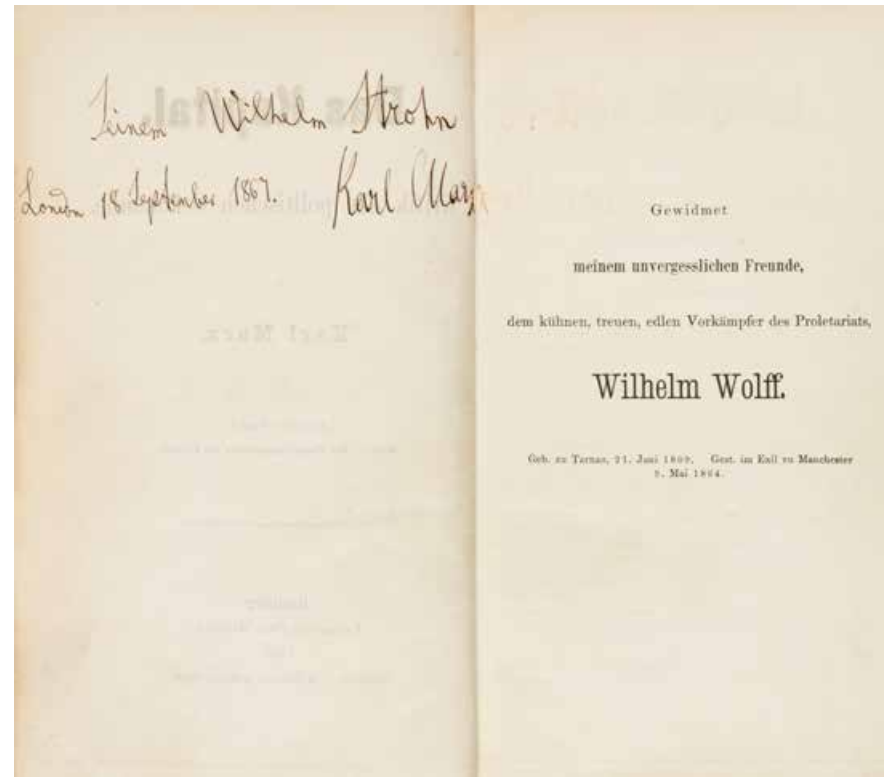 Seinem Wilhelm Strohn
London 18 September 1867. Karl Marx
Gewidmet
meinem unvergesslichen Freunde,
dem kühnen, treuen, edlen Vorkämpfer des Proletariats,
Wilhelm Wolff.
Geb. zu Tarnau, 21. Juni 1809. Gest. im Exil zu Manchester
9. Mai 1864.